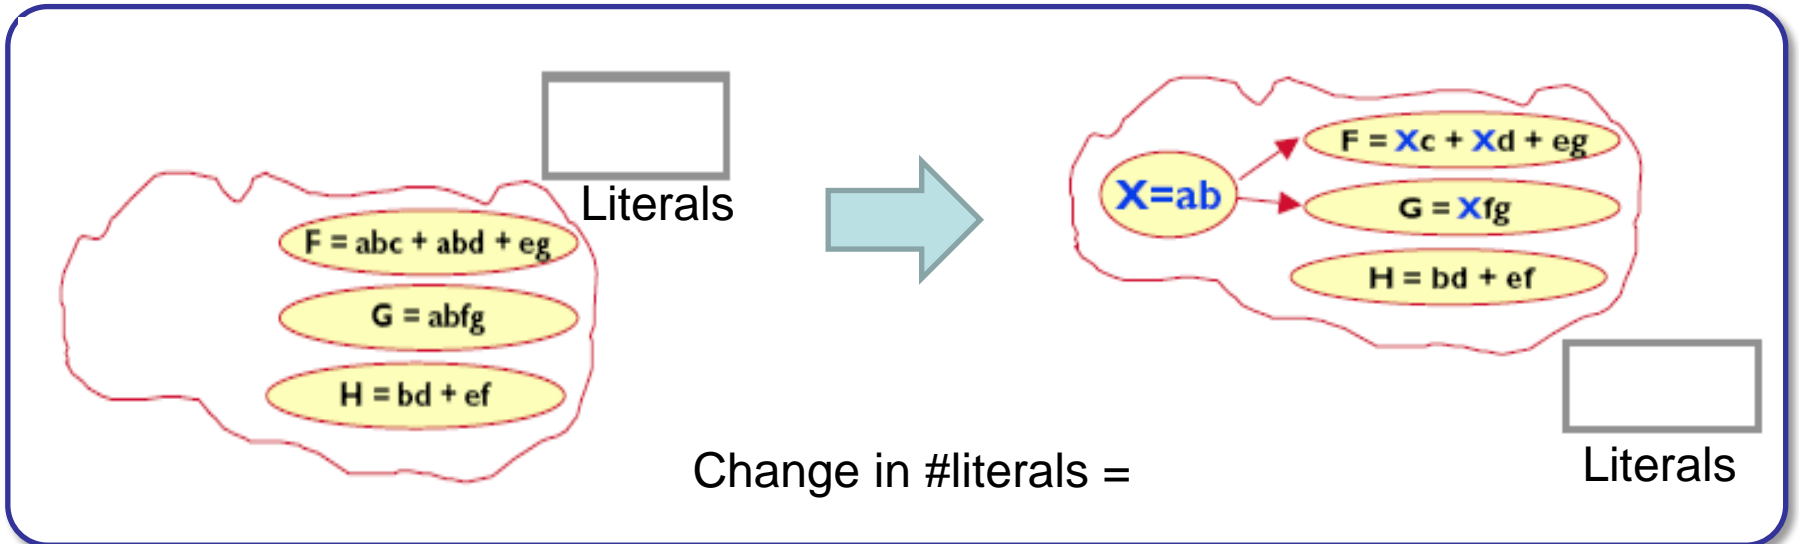 Literals
F = abc + abd + eg
G = abfg
H = bd + ef
X=ab
F = Xc + Xd + eg
G = Xfg
H = bd + ef
Literals
Change in #literals =